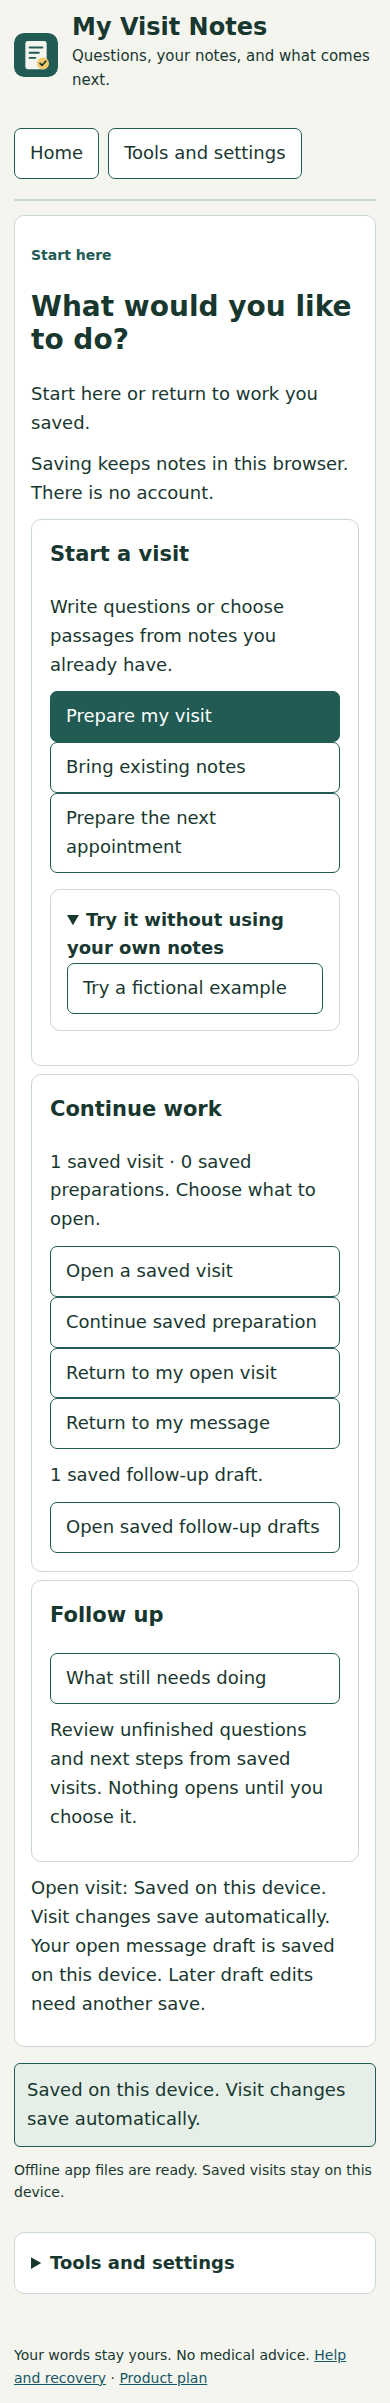 My Visit Notes
Questions, your notes, and what comes
next.
Home
Tools and settings
Start here
What would you like
to do?
Start here or return to work you
saved.
Saving keeps notes in this browser.
There is no account.
Start a visit
Write questions or choose
passages from notes you
already have.
Prepare my visit
Bring existing notes
Prepare the next
appointment
Try it without using
your own notes
Try a fictional example
Continue work
1 saved visit · 0 saved
preparations. Choose what to
open.
Open a saved visit
Continue saved preparation
Return to my open visit
Return to my message
1 saved follow-up draft.
Open saved follow-up drafts
Follow up
What still needs doing
Review unfinished questions
and next steps from saved
visits. Nothing opens until you
choose it.
Open visit: Saved on this device.
Visit changes save automatically.
Your open message draft is saved
on this device. Later draft edits
need another save.
Saved on this device. Visit changes
save automatically.
Offline app files are ready. Saved visits stay on this
device.
Tools and settings
Your words stay yours. No medical advice. Help
and recovery · Product plan